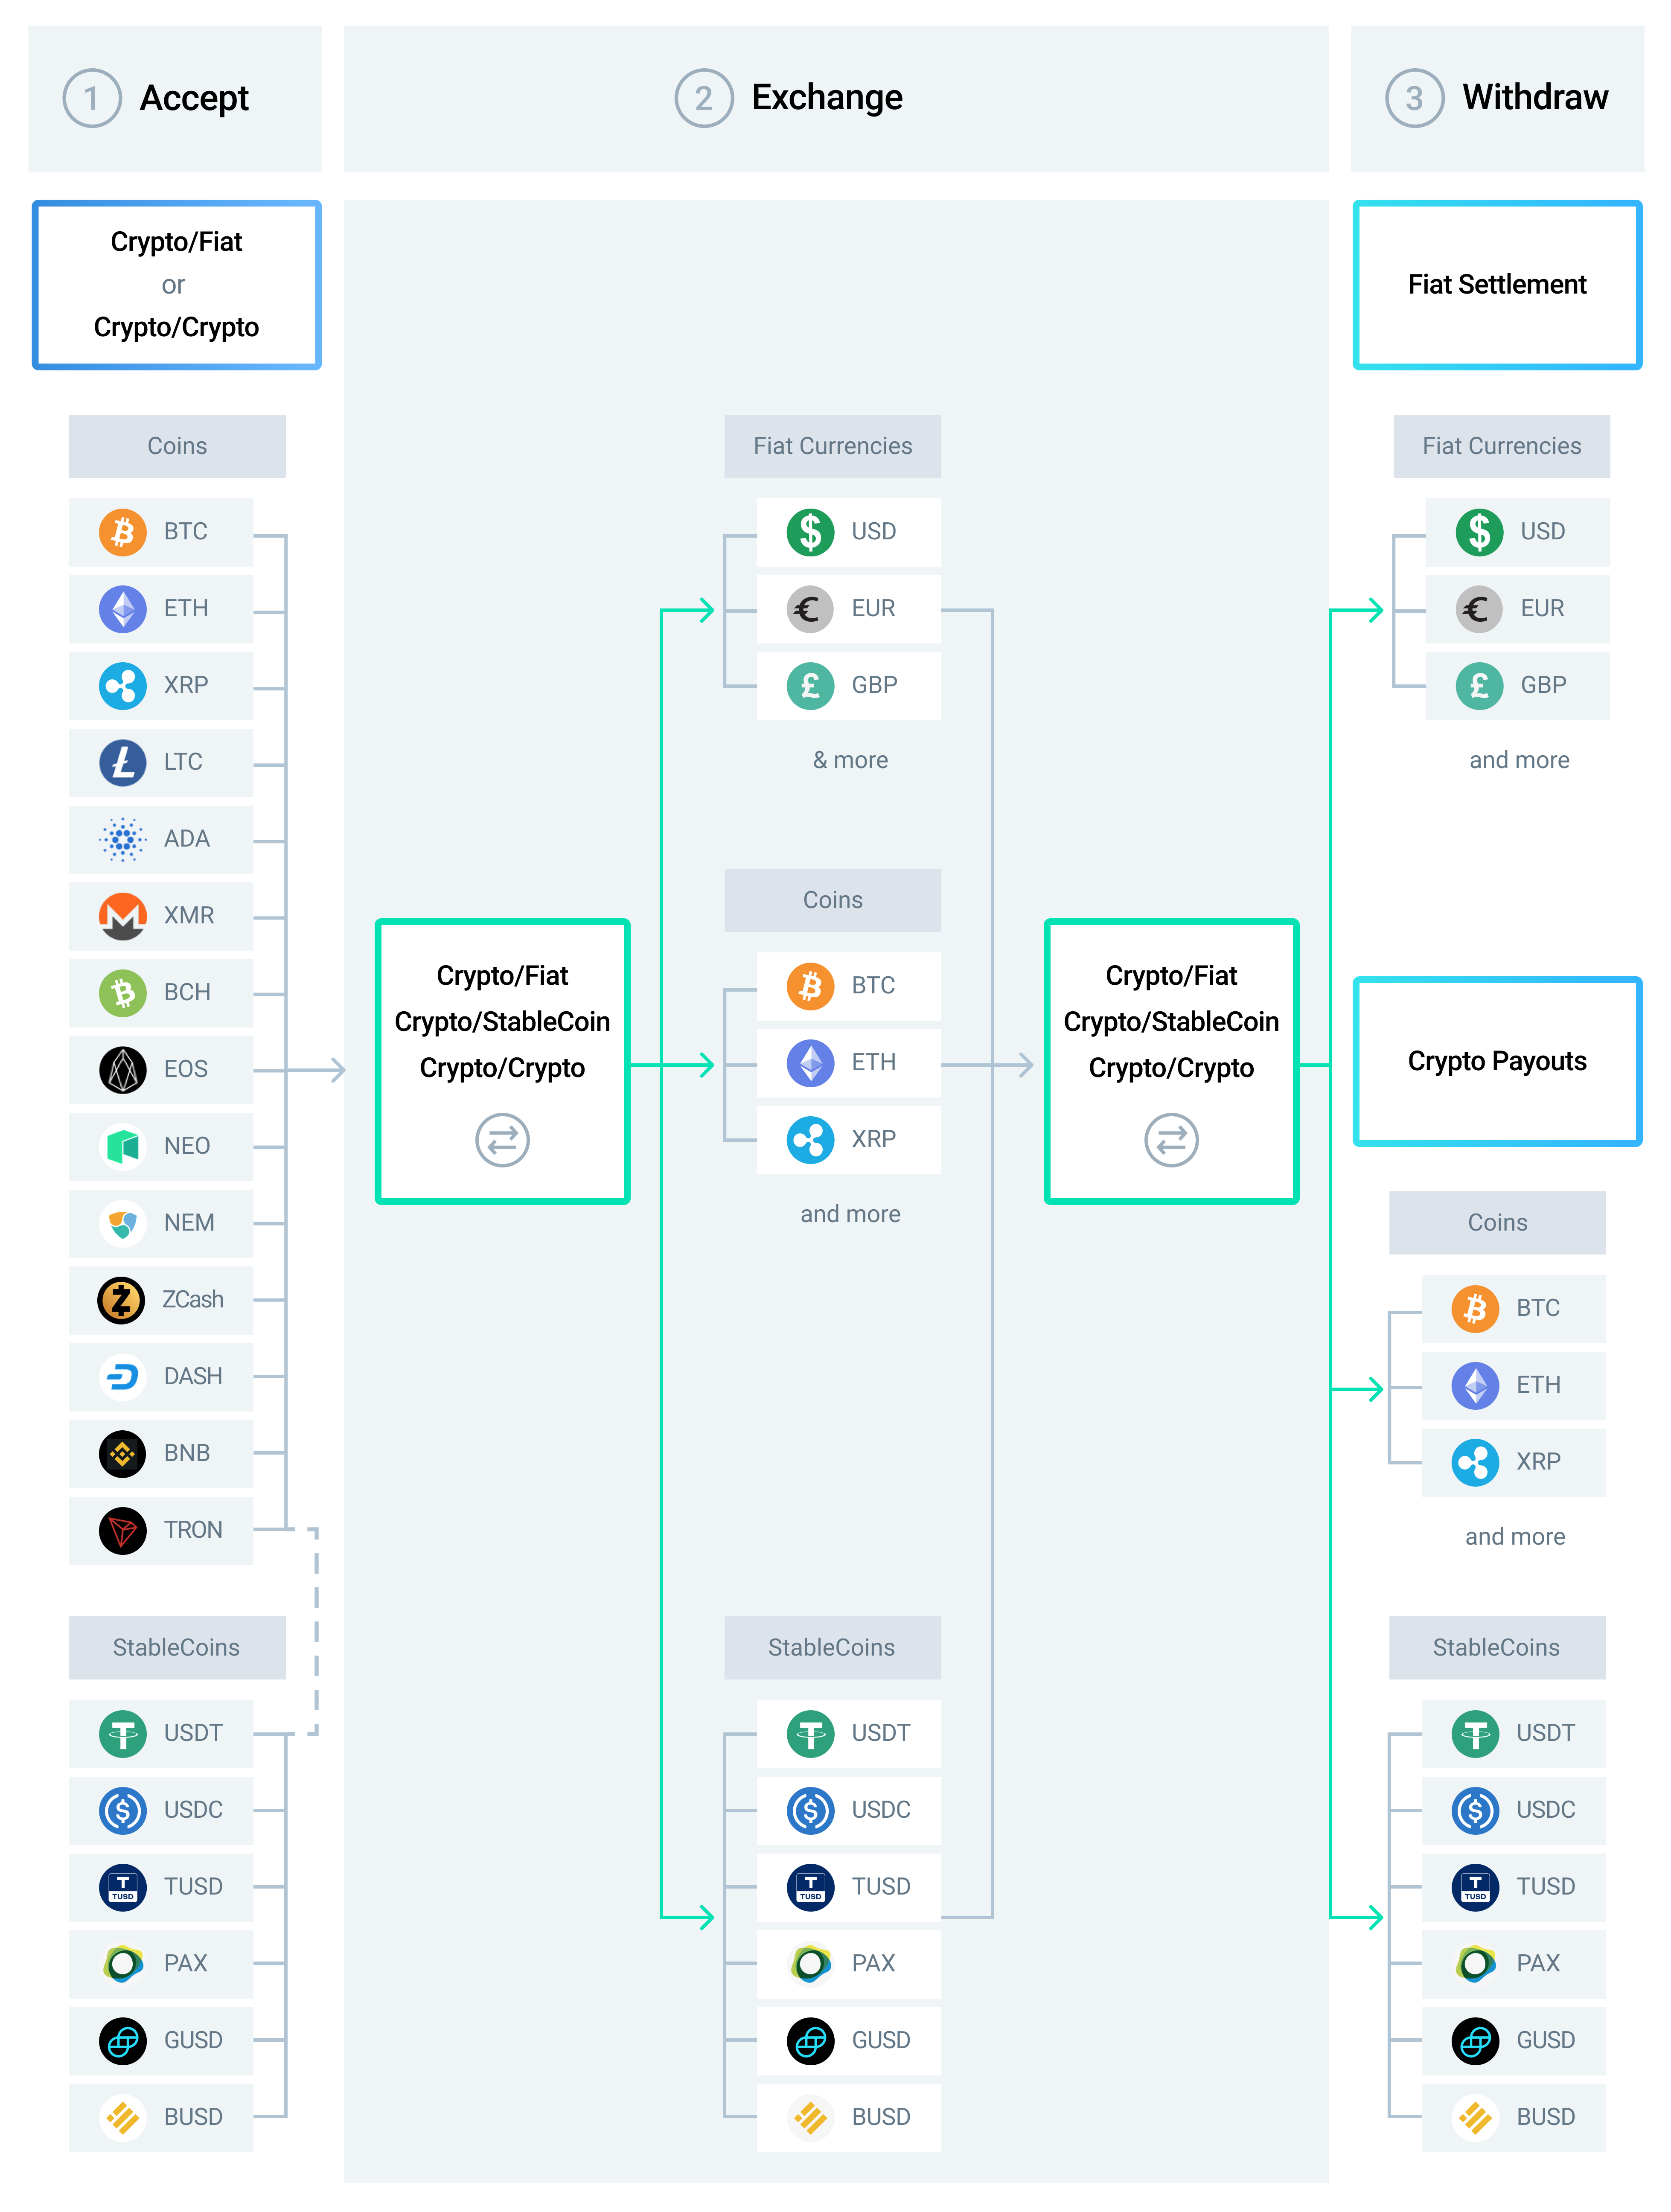 1 Accept
2 Exchange
3 Withdraw
Crypto/Fiat
or
Crypto/Crypto
Coins
BTC
ETH
XRP
LTC
ADA
XMR
BCH
EOS
NEO
NEM
ZCash
DASH
BNB
TRON
StableCoins
USDT
USDC
T
TUSD
TUSD
PAX
GUSD
BUSD
Crypto/Fiat
Crypto/StableCoin
Crypto/Crypto
Fiat Currencies
$ USD
€ EUR
£ GBP
& more
Coins
BTC
ETH
XRP
and more
StableCoins
USDT
USDC
T
TUSD
TUSD
PAX
GUSD
BUSD
Crypto/Fiat
Crypto/StableCoin
Crypto/Crypto
Fiat Settlement
Fiat Currencies
$ USD
€ EUR
£ GBP
and more
Crypto Payouts
Coins
BTC
ETH
XRP
and more
StableCoins
USDT
USDC
T
TUSD
TUSD
PAX
GUSD
BUSD